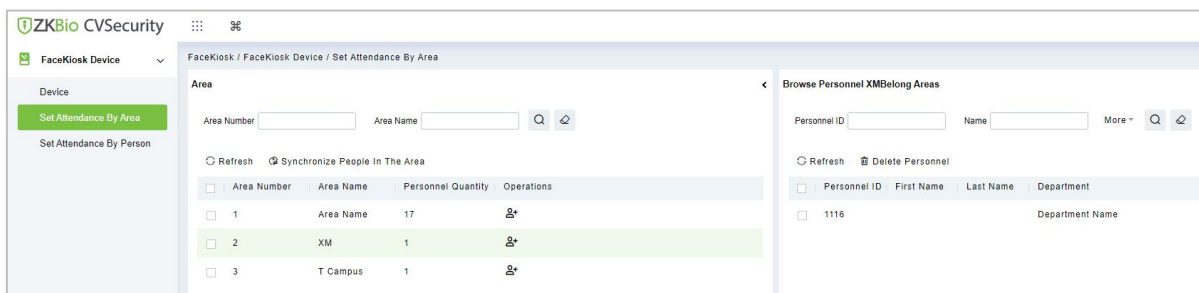 ZKBio CVSecurity
FaceKiosk Device
Device
Set Attendance By Area
Set Attendance By Person
FaceKiosk / FaceKiosk Device / Set Attendance By Area
Area
Area Number Area Name
Refresh Synchronize People In The Area
Area Number Area Name Personnel Quantity Operations
1 Area Name 17
2 XM 1
3 T Campus 1
Browse Personnel XMBelong Areas
Personnel ID Name More
Refresh Delete Personnel
Personnel ID First Name Last Name Department
1116 Department Name